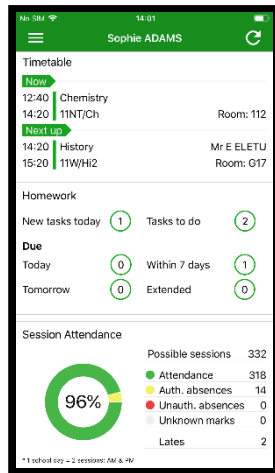 No SIM 14:01
Sophie ADAMS
Timetable
Now
12:40 Chemistry
14:20 11NT/Ch Room: 112
Next up
14:20 History Mr E ELETU
15:20 11W/Hi2 Room: G17
Homework
New tasks today 1 Tasks to do 2
Due
Today 0 Within 7 days 1
Tomorrow 0 Extended 0
Session Attendance
Possible sessions 332
Attendance 318
Auth. absences 14
96%
Unauth. absences 0
Unknown marks 0
Lates 2
* 1 school day = 2 sessions: AM & PM